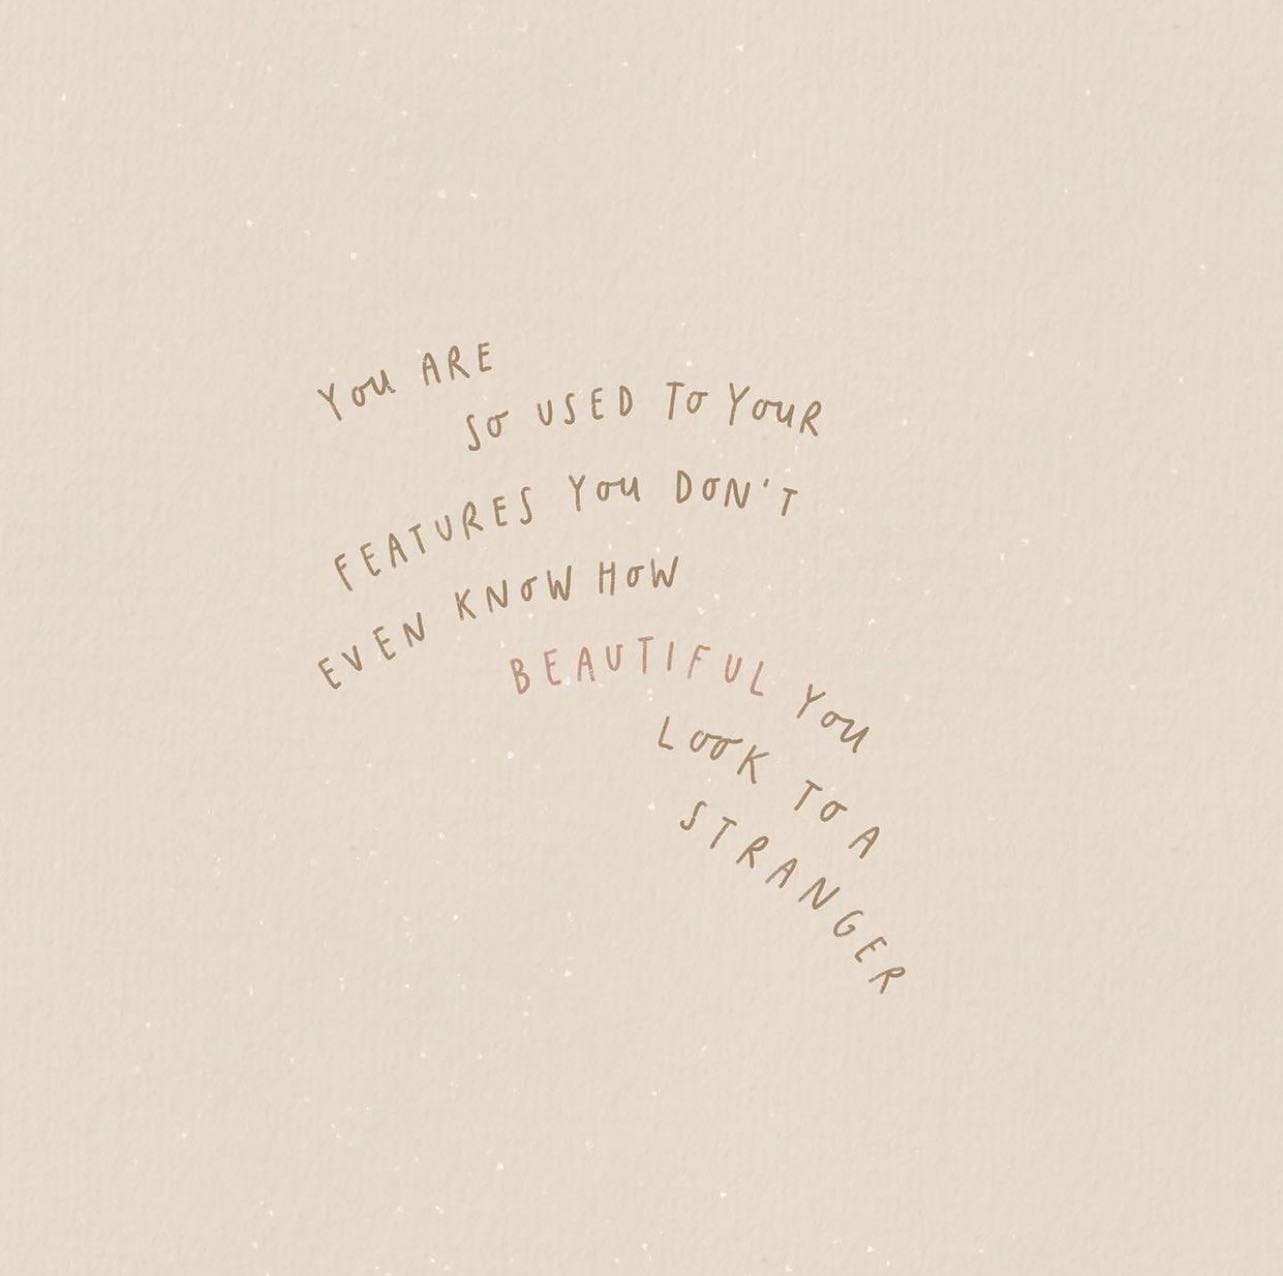 YOU ARE
SO USED TO YOUR
FEATURES YOU DON'T
EVEN KNOW HOW
BEAUTIFUL YOU
LOOK TO A
STRANGER